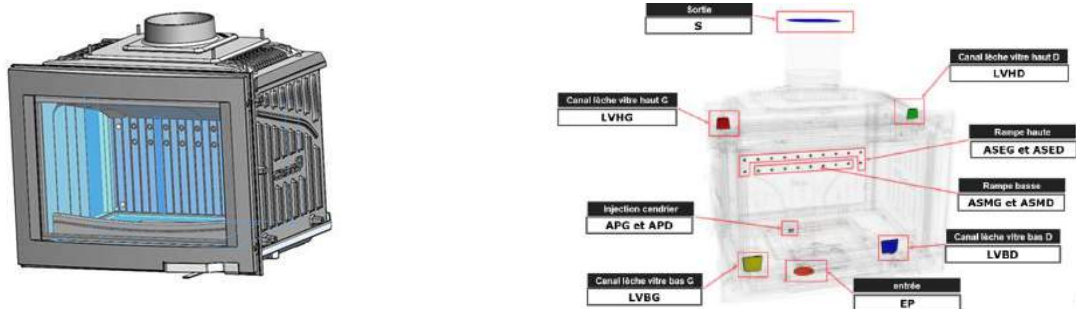 Sortie
S
Canal lèche vitre haut D
LVHD
Canal lèche vitre haut G
LVHG
Rampe haute
ASEG et ASED
Rampe basse
ASMG et ASMD
Injection cendrier
APG et APD
Canal lèche vitre bas D
LVBD
Canal lèche vitre bas G
LVBG
entrée
EP